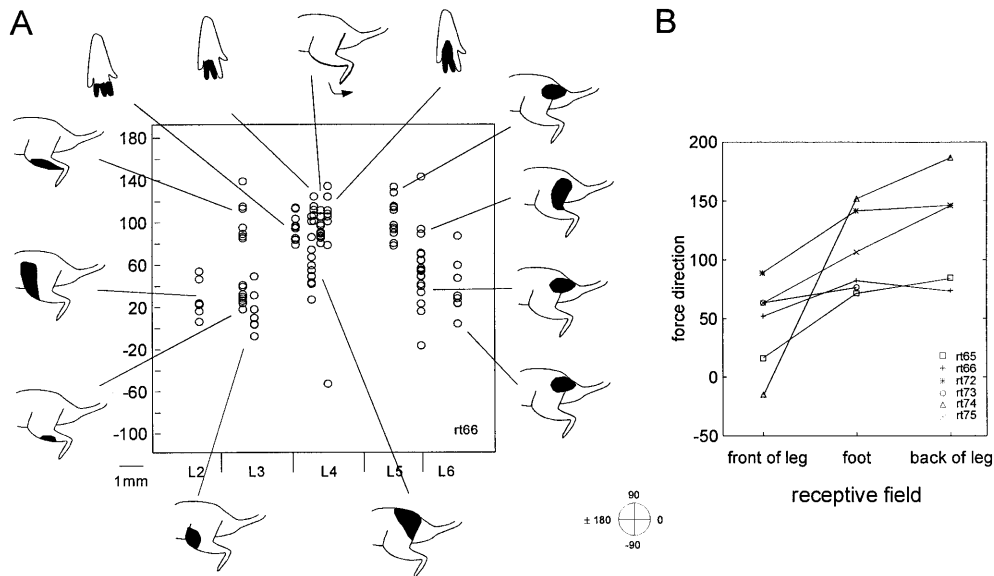 A
B
180
140
100
60
20
-20
-60
-100
rt66
1mm
L2
L3
L4
L5
L6
90
± 180
0
-90
200
150
100
50
0
-50
force direction
rt65
rt66
rt72
rt73
rt74
rt75
front of leg
foot
back of leg
receptive field